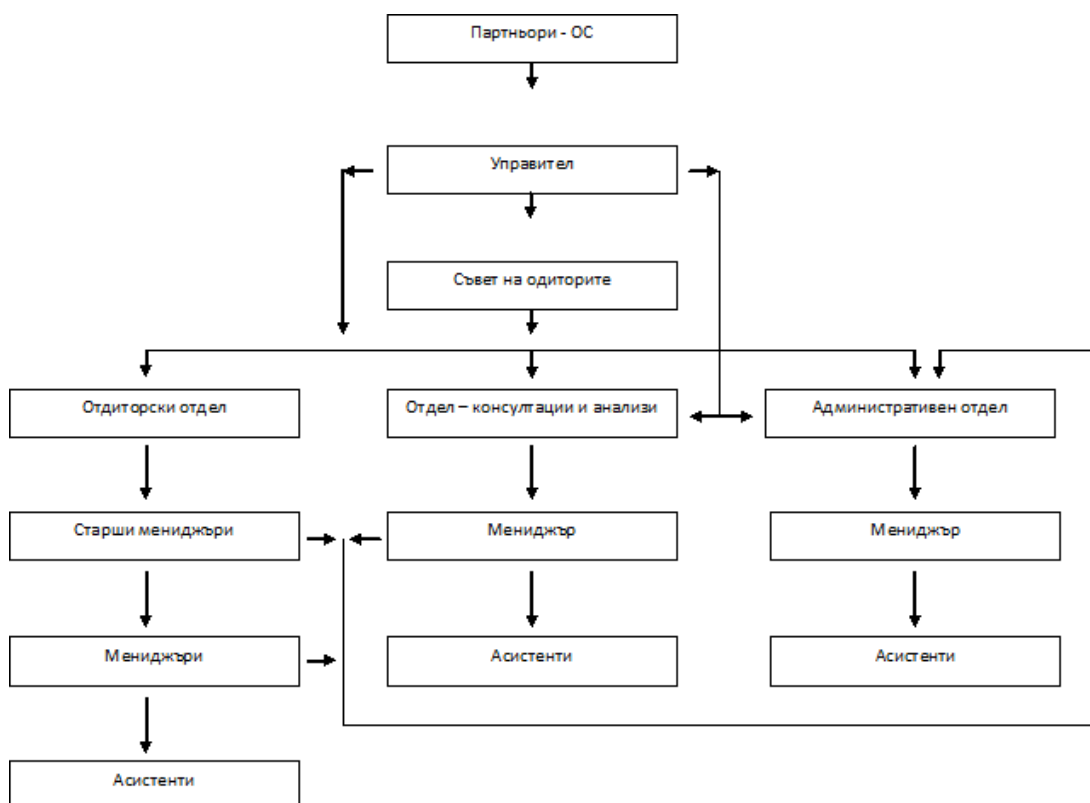 Партньори - ОС
Управител
Съвет на одиторите
Отдиторски отдел
Отдел – консултации и анализи
Административен отдел
Старши мениджъри
Мениджър
Мениджър
Мениджъри
Асистенти
Асистенти
Асистенти